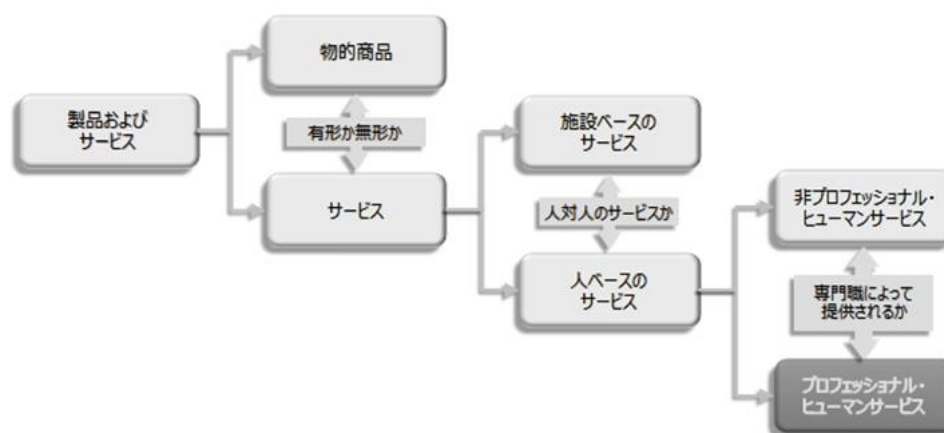 製品および
サービス
物的商品
有形か無形か
サービス
施設ベースの
サービス
人対人のサービスか
人ベースの
サービス
非プロフェッショナル・
ヒューマンサービス
専門職によって
提供されるか
プロフェッショナル・
ヒューマンサービス